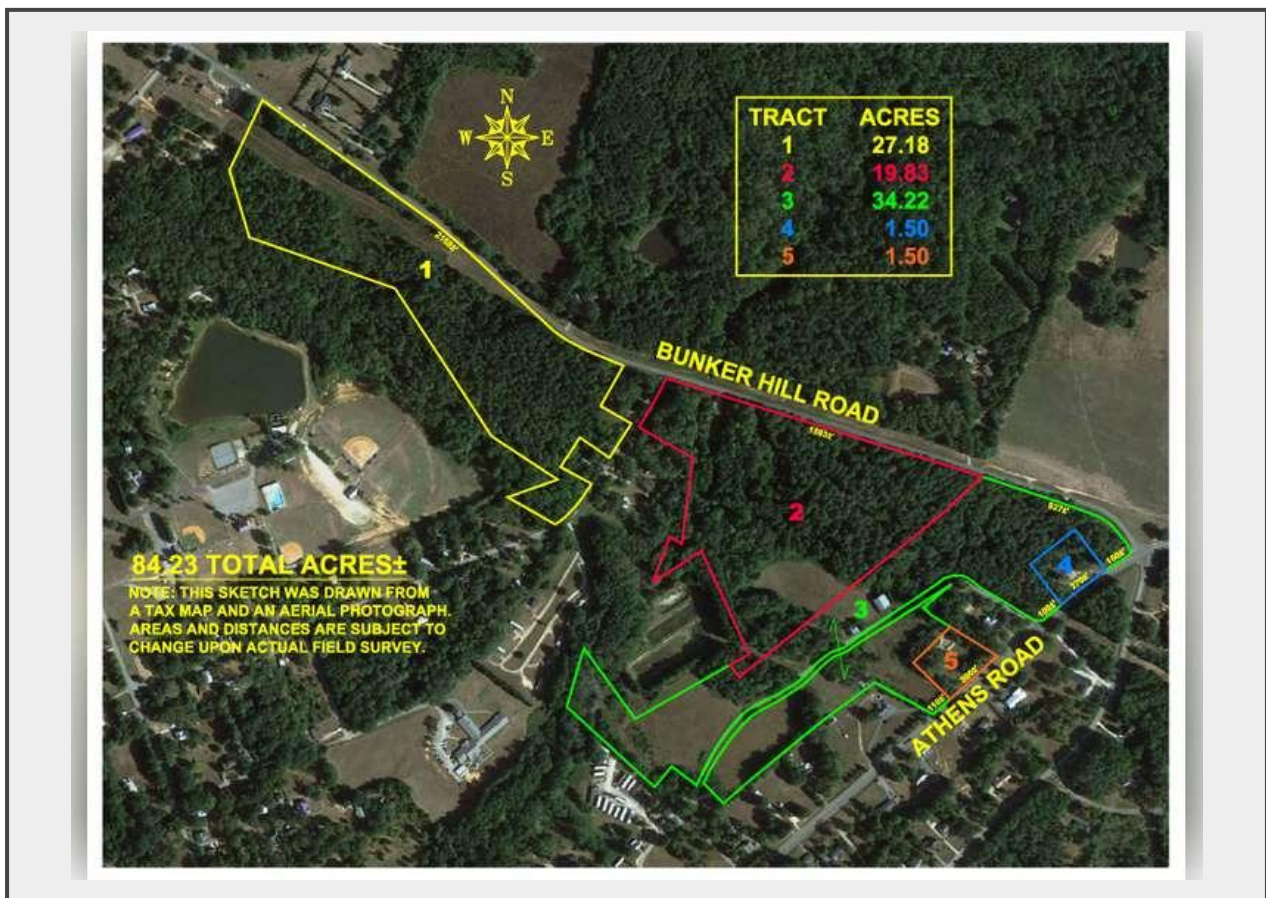 N
W E
S
TRACT ACRES
1 27.18
2 19.83
3 34.22
4 1.50
5 1.50
1
BUNKER HILL ROAD
2
4
3
5
ATHENS ROAD
84.23 TOTAL ACRES±
NOTE: THIS SKETCH WAS DRAWN FROM
A TAX MAP AND AN AERIAL PHOTOGRAPH.
AREAS AND DISTANCES ARE SUBJECT TO
CHANGE UPON ACTUAL FIELD SURVEY.